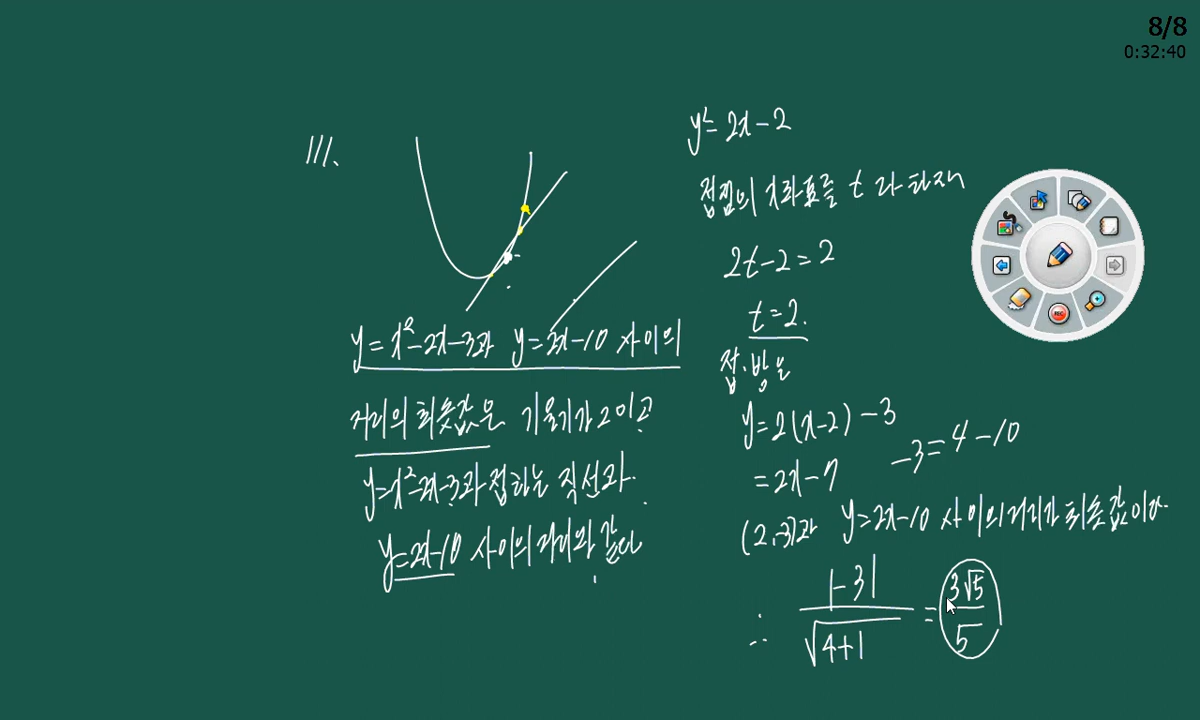 8/8
0:32:40
111.
y=x²-2x-3과 y=2x-10 사이의
거리의 최솟값은 기울기가 2이고
y=x²-2x-3과 접하는 직선과
y=2x-10 사이의 거리와 같다
y'=2x-2
접점의 x좌표를 t라 하자
2t-2=2
t=2.
접.방은
y=2(x-2)-3
=2x-7
-3=4-10
(2,-3)과 y=2x-10 사이의 거리가 최솟값이다.
∴ |-3| / √4+1 = 3√5 / 5
REC